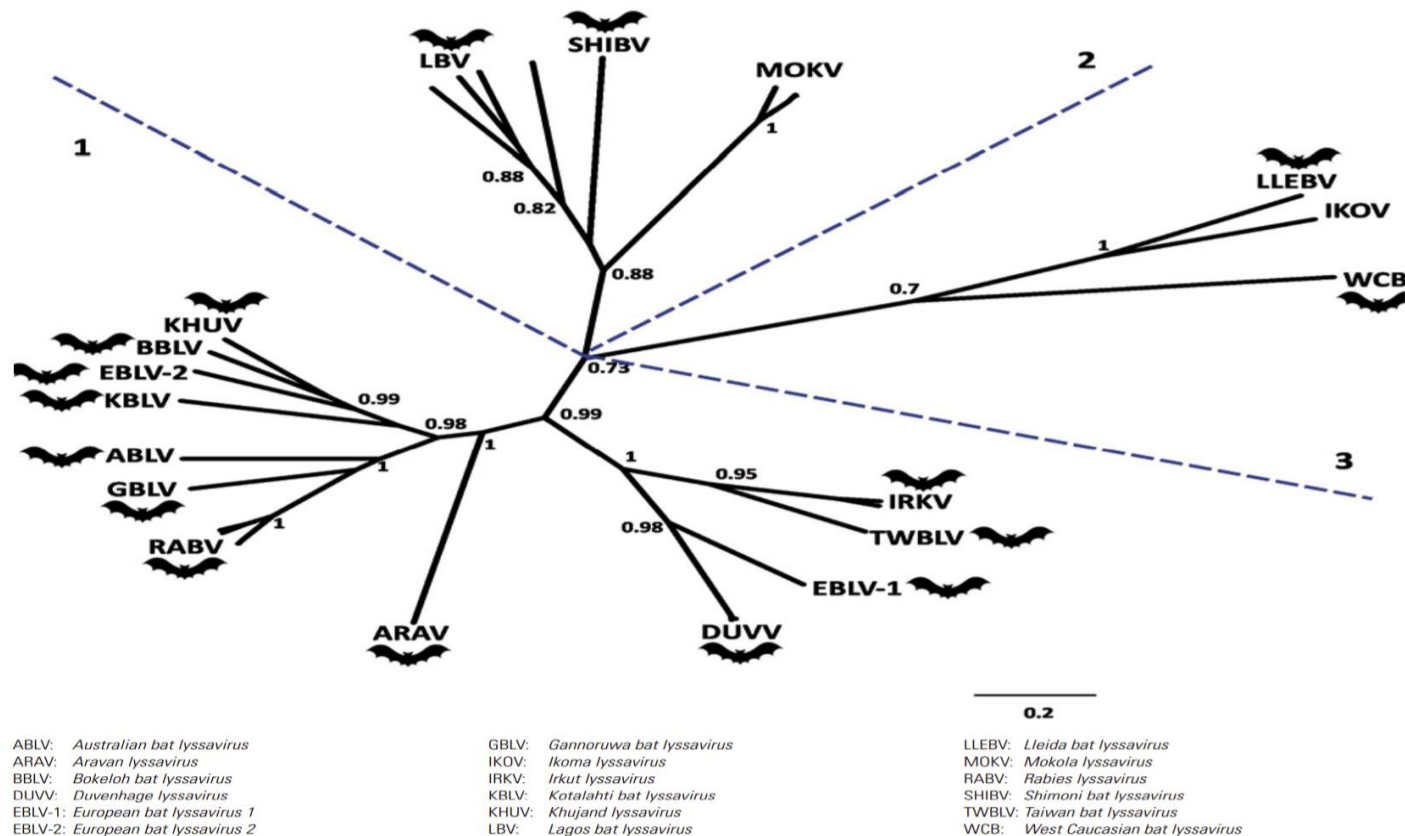 SHIBV
LBV
2
MOKV
1
1
LLEBV
0.88
IKOV
0.82
1
0.88
WCB
0.7
KHUV
BBLV
0.73
EBLV-2
0.99
KBLV
0.98
0.99
1
ABLV
1
1
0.95
3
GBLV
IRKV
1
0.98
TWBLV
RABV
EBLV-1
ARAV
DUVV
0.2
ABLV: Australian bat lyssavirus
ARAV: Aravan lyssavirus
BBLV: Bokeloh bat lyssavirus
DUVV: Duvenhage lyssavirus
EBLV-1: European bat lyssavirus 1
EBLV-2: European bat lyssavirus 2
GBLV: Gannoruwa bat lyssavirus
IKOV: Ikoma lyssavirus
IRKV: Irkut lyssavirus
KBLV: Kotalahti bat lyssavirus
KHUV: Khujand lyssavirus
LBV: Lagos bat lyssavirus
LLEBV: Lleida bat lyssavirus
MOKV: Mokola lyssavirus
RABV: Rabies lyssavirus
SHIBV: Shimoni bat lyssavirus
TWBLV: Taiwan bat lyssavirus
WCB: West Caucasian bat lyssavirus